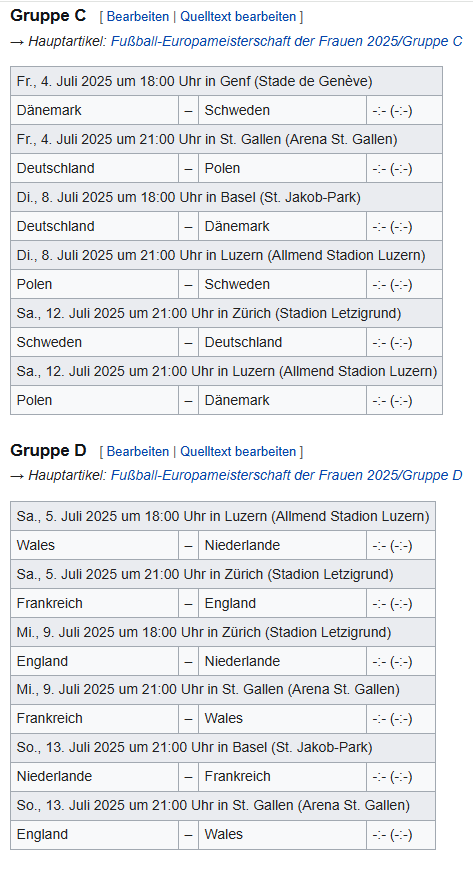 Gruppe C [ Bearbeiten | Quelltext bearbeiten ]
→ Hauptartikel: Fußball-Europameisterschaft der Frauen 2025/Gruppe C
Fr., 4. Juli 2025 um 18:00 Uhr in Genf (Stade de Genève)
Dänemark – Schweden -:- (-:-)
Fr., 4. Juli 2025 um 21:00 Uhr in St. Gallen (Arena St. Gallen)
Deutschland – Polen -:- (-:-)
Di., 8. Juli 2025 um 18:00 Uhr in Basel (St. Jakob-Park)
Deutschland – Dänemark -:- (-:-)
Di., 8. Juli 2025 um 21:00 Uhr in Luzern (Allmend Stadion Luzern)
Polen – Schweden -:- (-:-)
Sa., 12. Juli 2025 um 21:00 Uhr in Zürich (Stadion Letzigrund)
Schweden – Deutschland -:- (-:-)
Sa., 12. Juli 2025 um 21:00 Uhr in Luzern (Allmend Stadion Luzern)
Polen – Dänemark -:- (-:-)
Gruppe D [ Bearbeiten | Quelltext bearbeiten ]
→ Hauptartikel: Fußball-Europameisterschaft der Frauen 2025/Gruppe D
Sa., 5. Juli 2025 um 18:00 Uhr in Luzern (Allmend Stadion Luzern)
Wales – Niederlande -:- (-:-)
Sa., 5. Juli 2025 um 21:00 Uhr in Zürich (Stadion Letzigrund)
Frankreich – England -:- (-:-)
Mi., 9. Juli 2025 um 18:00 Uhr in Zürich (Stadion Letzigrund)
England – Niederlande -:- (-:-)
Mi., 9. Juli 2025 um 21:00 Uhr in St. Gallen (Arena St. Gallen)
Frankreich – Wales -:- (-:-)
So., 13. Juli 2025 um 21:00 Uhr in Basel (St. Jakob-Park)
Niederlande – Frankreich -:- (-:-)
So., 13. Juli 2025 um 21:00 Uhr in St. Gallen (Arena St. Gallen)
England – Wales -:- (-:-)